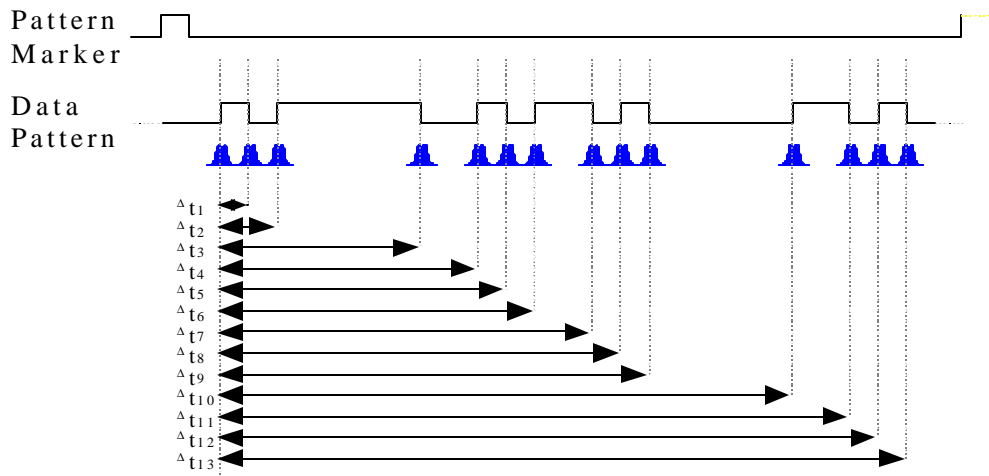 Pattern
Marker
Data
Pattern
Δt1
Δt2
Δt3
Δt4
Δt5
Δt6
Δt7
Δt8
Δt9
Δt10
Δt11
Δt12
Δt13